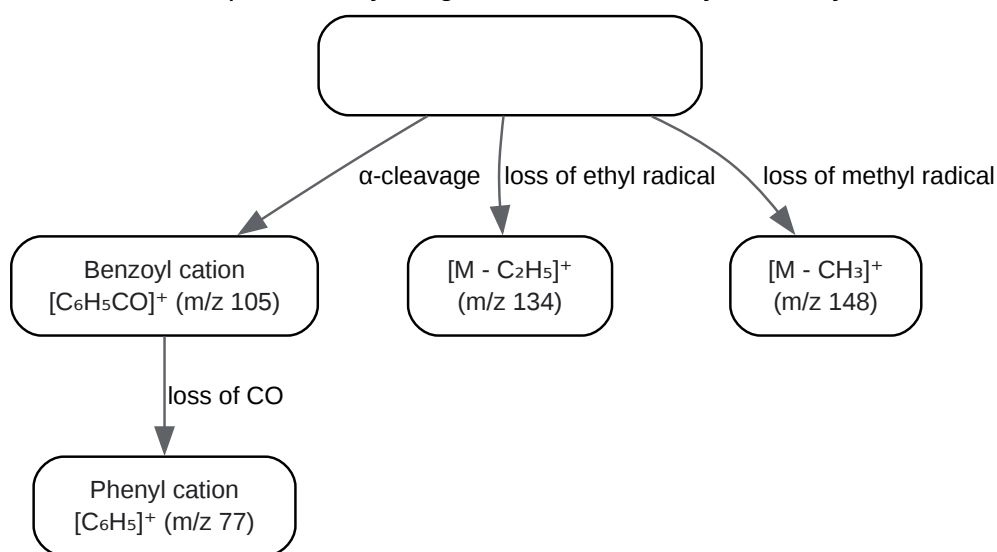 α-cleavage
loss of ethyl radical
loss of methyl radical
Benzoyl cation
[C₆H₅CO]⁺ (m/z 105)
[M - C₂H₅]⁺
(m/z 134)
[M - CH₃]⁺
(m/z 148)
loss of CO
Phenyl cation
[C₆H₅]⁺ (m/z 77)